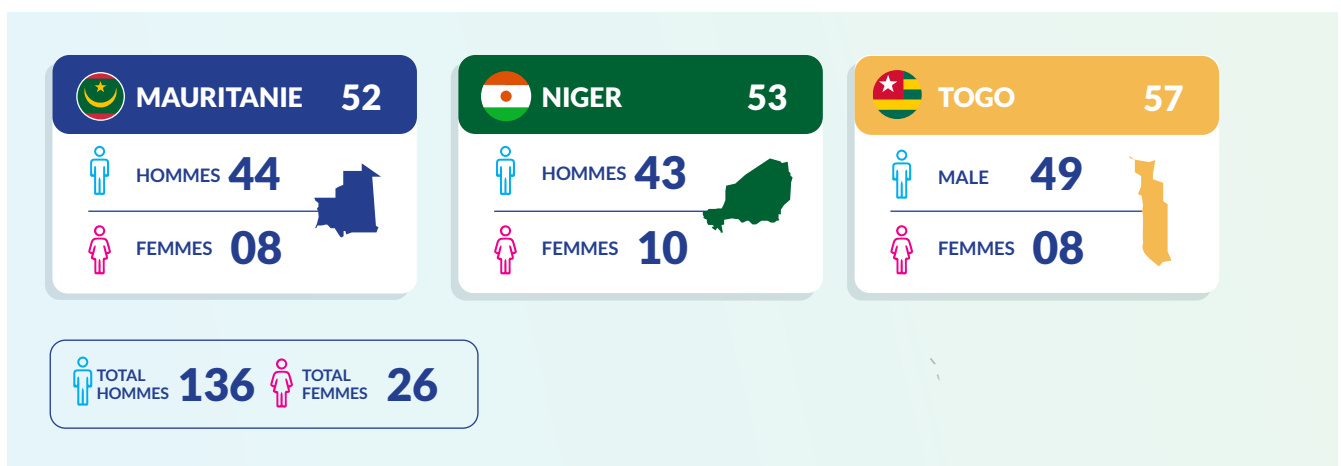 MAURITANIE 52
HOMMES 44
FEMMES 08
NIGER 53
HOMMES 43
FEMMES 10
TOGO 57
MALE 49
FEMMES 08
TOTAL
HOMMES 136
TOTAL
FEMMES 26